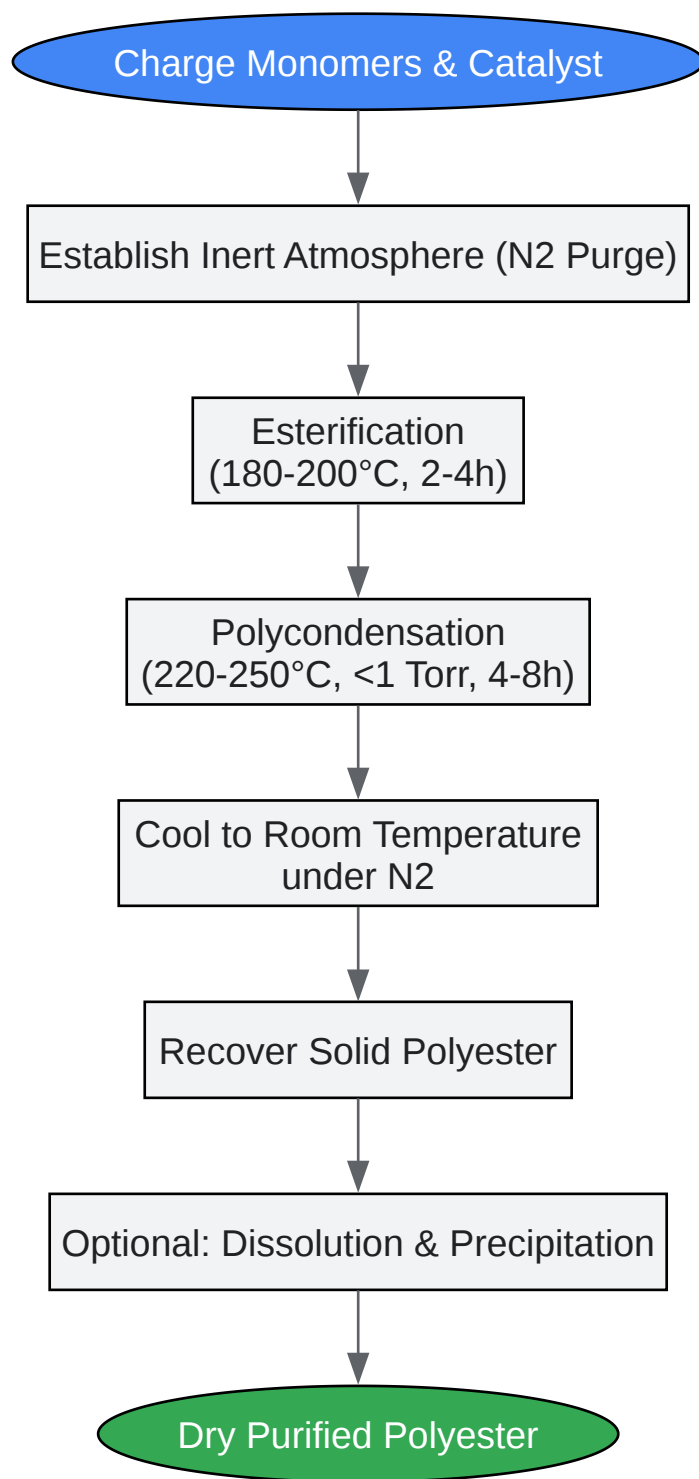 Charge Monomers & Catalyst
Establish Inert Atmosphere (N2 Purge)
Esterification
(180-200°C, 2-4h)
Polycondensation
(220-250°C, <1 Torr, 4-8h)
Cool to Room Temperature
under N2
Recover Solid Polyester
Optional: Dissolution & Precipitation
Dry Purified Polyester